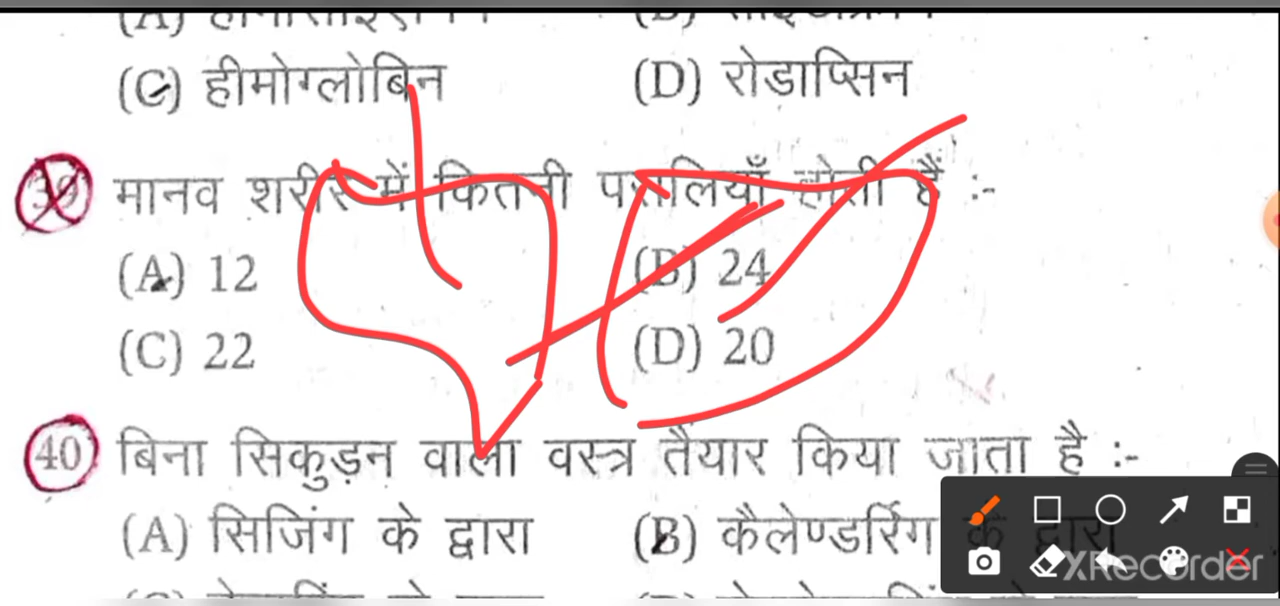 (C) हीमोग्लोबिन (D) रोडाप्सिन
39 मानव शरीर में कितनी पसलियाँ होती हैं :-
(A) 12 (B) 24
(C) 22 (D) 20
40 बिना सिकुड़न वाला वस्त्र तैयार किया जाता है :-
(A) सिजिंग के द्वारा (B) कैलेण्डरिंग के द्वारा
XRecorder